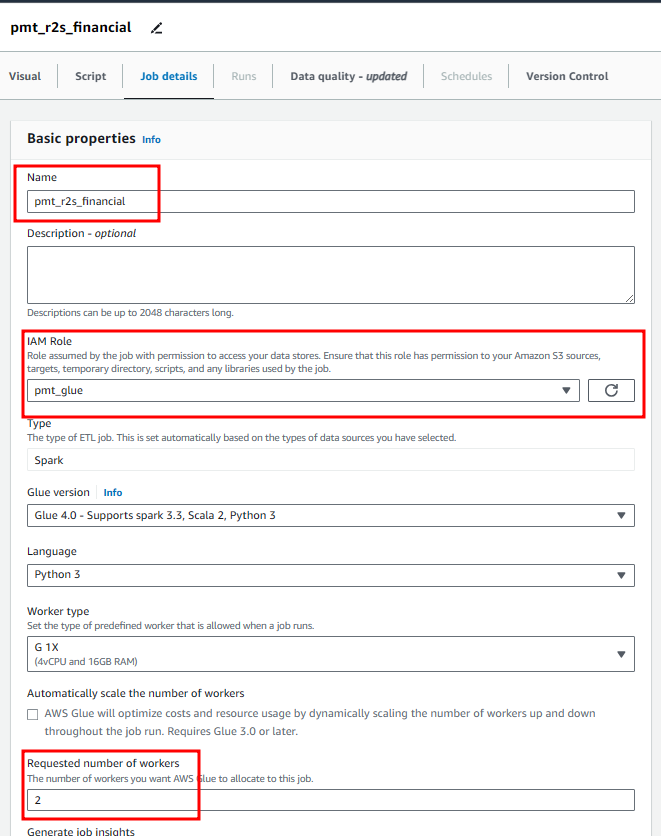 pmt_r2s_financial
Visual
Script
Job details
Runs
Data quality - updated
Schedules
Version Control
Basic properties Info
Name
pmt_r2s_financial
Description - optional
Descriptions can be up to 2048 characters long.
IAM Role
Role assumed by the job with permission to access your data stores. Ensure that this role has permission to your Amazon S3 sources,
targets, temporary directory, scripts, and any libraries used by the job.
pmt_glue
Type
The type of ETL job. This is set automatically based on the types of data sources you have selected.
Spark
Glue version Info
Glue 4.0 - Supports spark 3.3, Scala 2, Python 3
Language
Python 3
Worker type
Set the type of predefined worker that is allowed when a job runs.
G 1X
(4vCPU and 16GB RAM)
Automatically scale the number of workers
AWS Glue will optimize costs and resource usage by dynamically scaling the number of workers up and down
throughout the job run. Requires Glue 3.0 or later.
Requested number of workers
The number of workers you want AWS Glue to allocate to this job.
2
Generate job insights